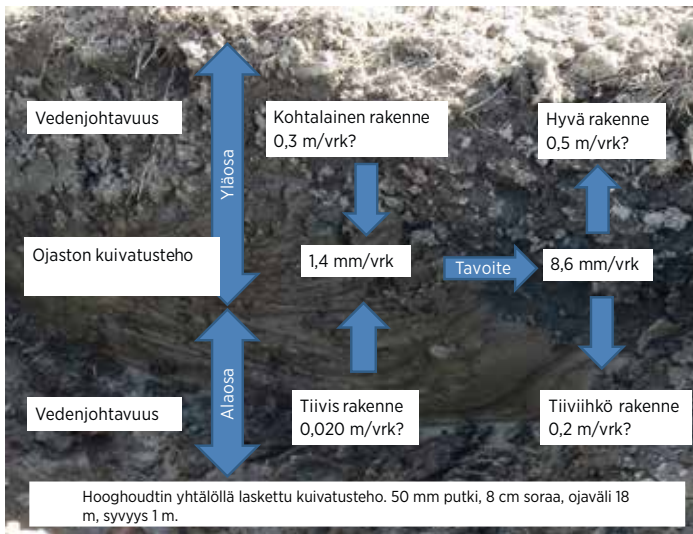 Vedenjohtavuus
Yläosa
Kohtalainen rakenne
0,3 m/vrk?
Hyvä rakenne
0,5 m/vrk?
Ojaston kuivatusteho
1,4 mm/vrk
Tavoite
8,6 mm/vrk
Vedenjohtavuus
Alaosa
Tiivis rakenne
0,020 m/vrk?
Tiiviihkö rakenne
0,2 m/vrk?
Hooghoudtin yhtälöllä laskettu kuivatusteho. 50 mm putki, 8 cm soraa, ojaväli 18
m, syvyys 1 m.